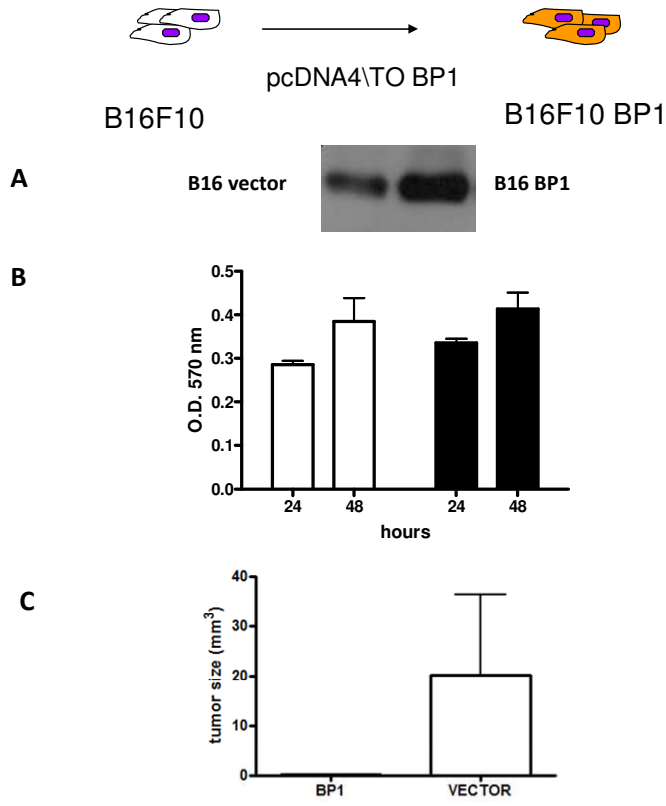 pcDNA4\TO BP1
B16F10
B16F10 BP1
A
B16 vector
B16 BP1
B
0.5
0.4
0.3
0.2
0.1
0.0
O.D. 570 nm
24 48 24 48
hours
C
40
30
20
10
0
tumor size (mm³)
BP1 VECTOR